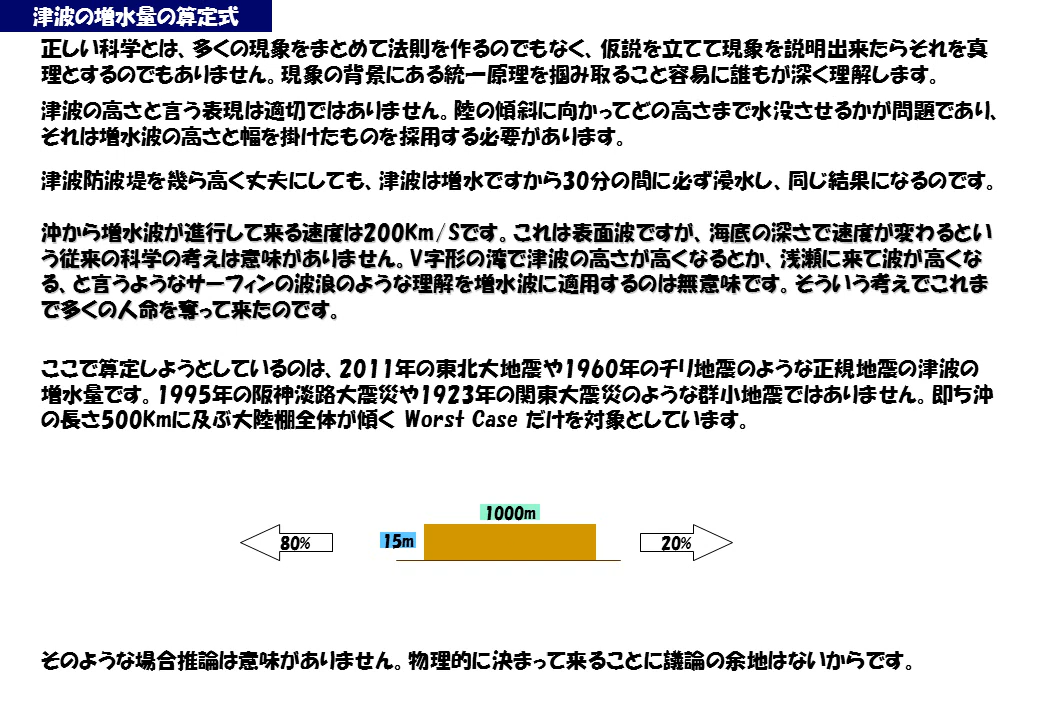 津波の増水量の算定式
正しい科学とは、多くの現象をまとめて法則を作るのでもなく、仮説を立てて現象を説明出来たらそれを真
理とするのでもありません。現象の背景にある統一原理を掴み取ること容易に誰もが深く理解します。
津波の高さと言う表現は適切ではありません。陸の傾斜に向かってどの高さまで水没させるかが問題であり、
それは増水波の高さと幅を掛けたものを採用する必要があります。
津波防波堤を幾ら高く丈夫にしても、津波は増水ですから30分の間に必ず浸水し、同じ結果になるのです。
沖から増水波が進行して来る速度は200Km/Sです。これは表面波ですが、海底の深さで速度が変わるとい
う従来の科学の考えは意味がありません。V字形の湾で津波の高さが高くなるとか、浅瀬に来て波が高くな
る、と言うようなサーフィンの波浪のような理解を増水波に適用するのは無意味です。そういう考えでこれま
で多くの人命を奪って来たのです。
ここで算定しようとしているのは、2011年の東北大地震や1960年のチリ地震のような正規地震の津波の
増水量です。1995年の阪神淡路大震災や1923年の関東大震災のような群小地震ではありません。即ち沖
の長さ500Kmに及ぶ大陸棚全体が傾く Worst Case だけを対象としています。
1000m
80%
15m
20%
そのような場合推論は意味がありません。物理的に決まって来ることに議論の余地はないからです。